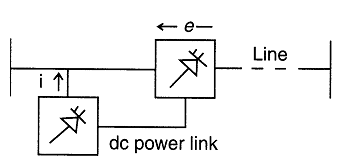 ← e—
Line
i ↑
dc power link